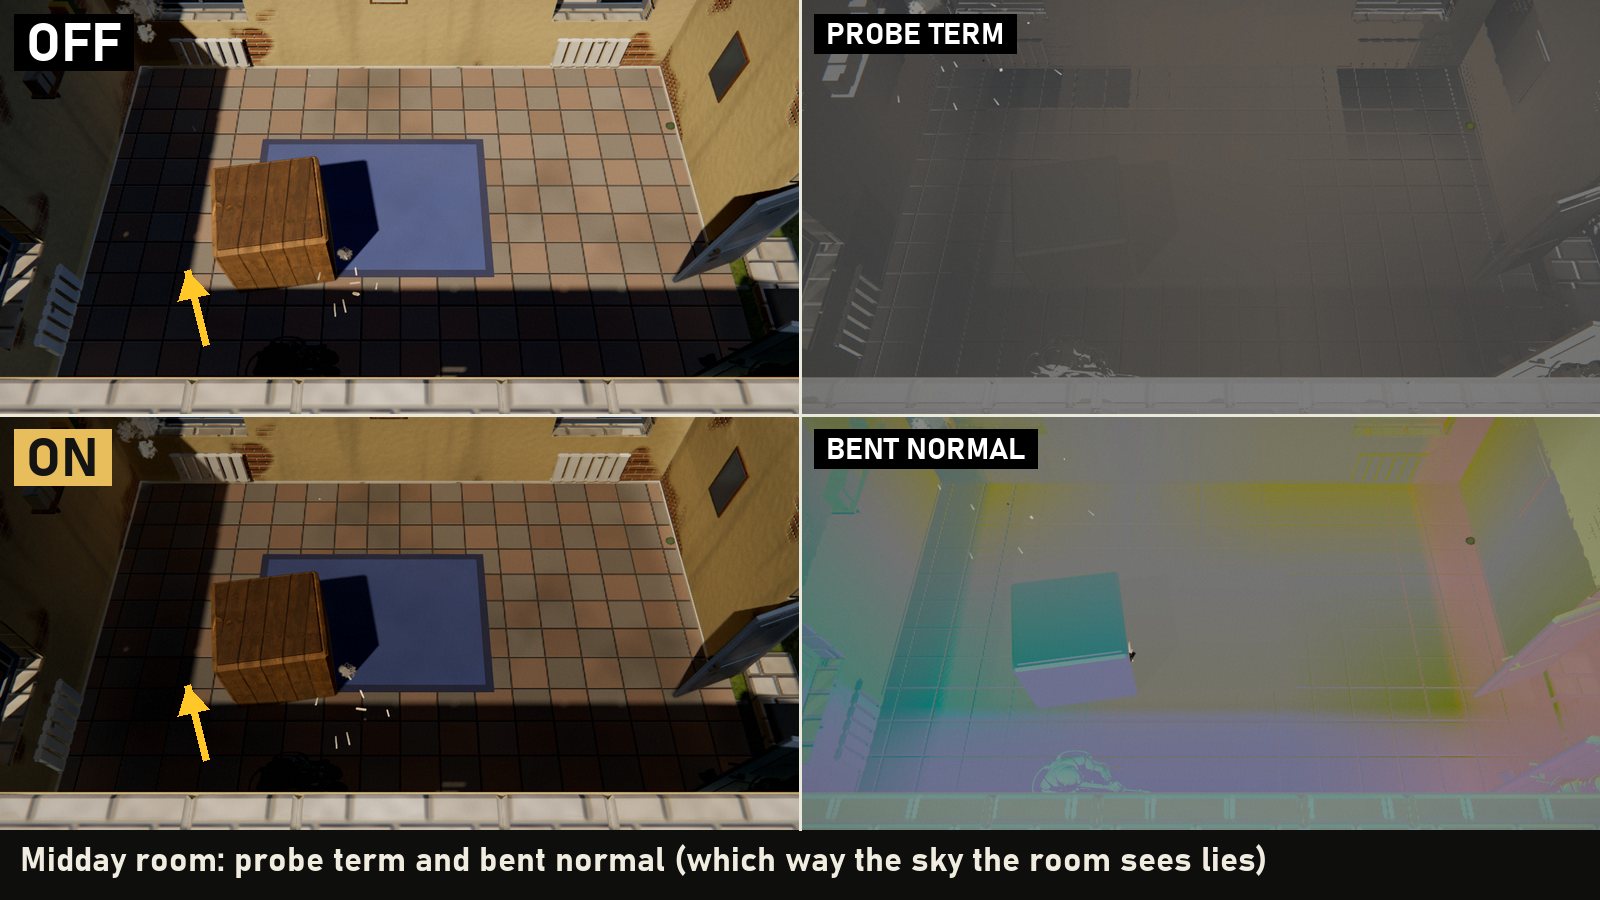 OFF
PROBE TERM
ON
BENT NORMAL
Midday room: probe term and bent normal (which way the sky the room sees lies)